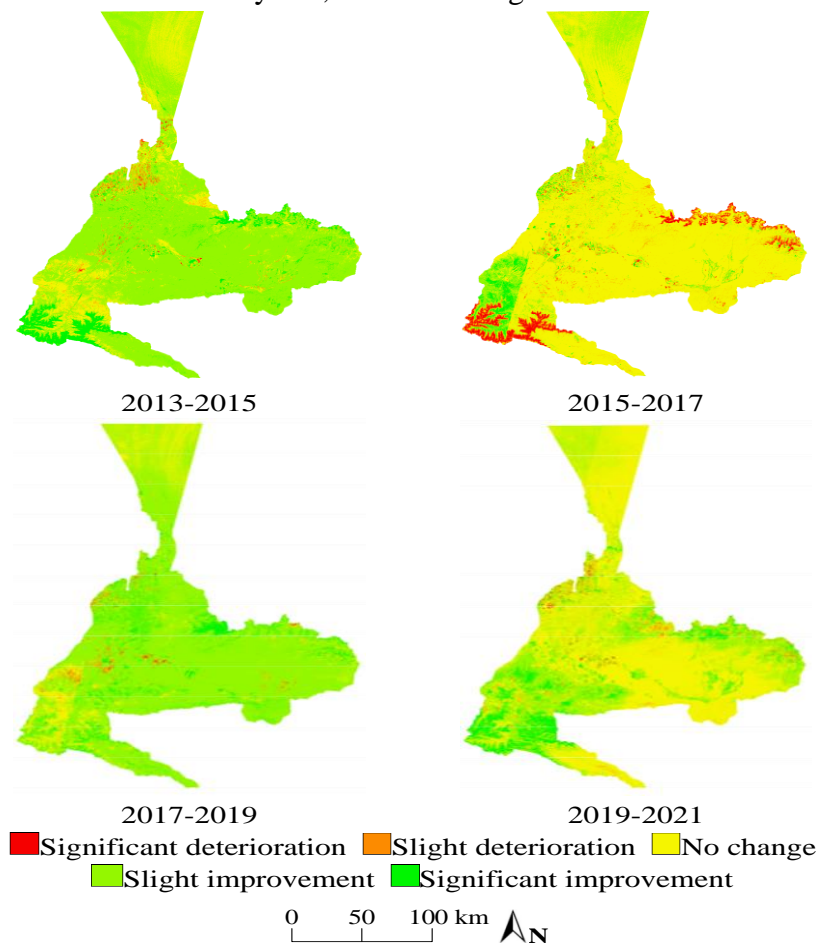 2013-2015 2015-2017
2017-2019 2019-2021
Significant deterioration Slight deterioration No change
Slight improvement Significant improvement
0 50 100 km N